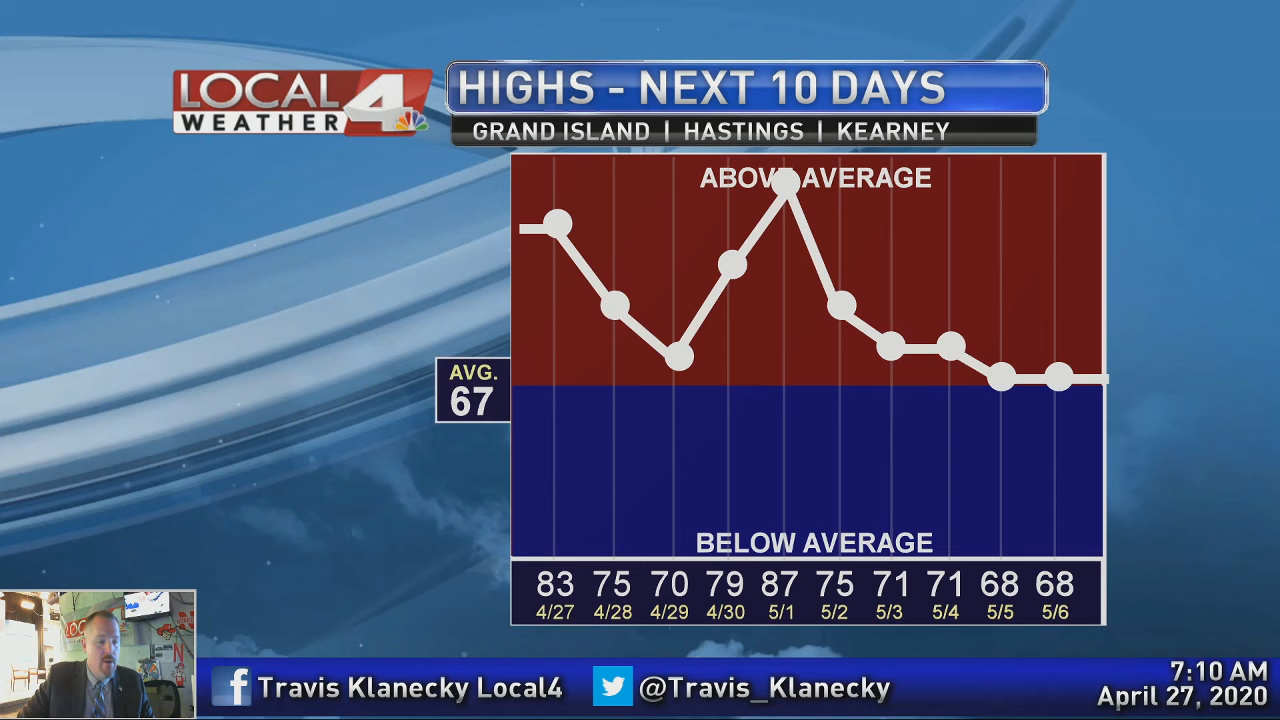 LOCAL 4
WEATHER
HIGHS - NEXT 10 DAYS
GRAND ISLAND | HASTINGS | KEARNEY
ABOVE AVERAGE
AVG.
67
BELOW AVERAGE
83 75 70 79 87 75 71 71 68 68
4/27 4/28 4/29 4/30 5/1 5/2 5/3 5/4 5/5 5/6
LOCAL
N
f Travis Klanecky Local4 @Travis_Klanecky
7:10 AM
April 27, 2020